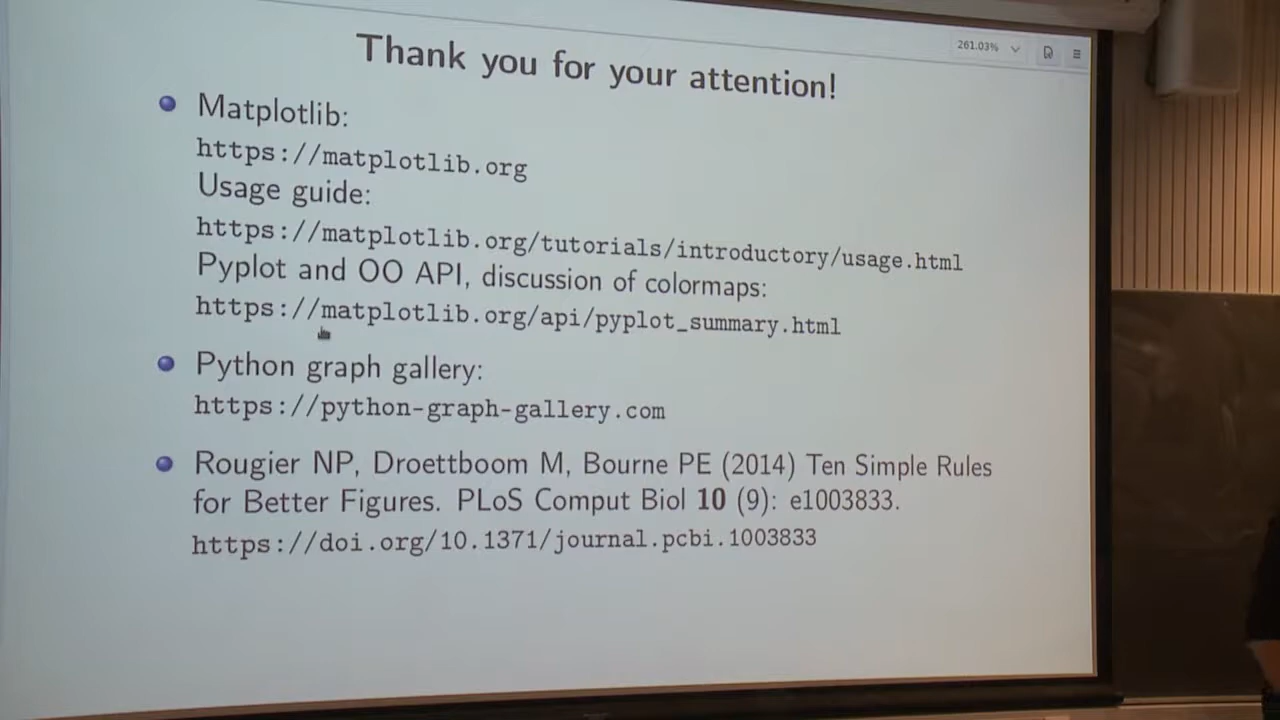 261.03%
Thank you for your attention!
Matplotlib:
https://matplotlib.org
Usage guide:
https://matplotlib.org/tutorials/introductory/usage.html
Pyplot and OO API, discussion of colormaps:
https://matplotlib.org/api/pyplot_summary.html
Python graph gallery:
https://python-graph-gallery.com
Rougier NP, Droettboom M, Bourne PE (2014) Ten Simple Rules
for Better Figures. PLoS Comput Biol 10 (9): e1003833.
https://doi.org/10.1371/journal.pcbi.1003833